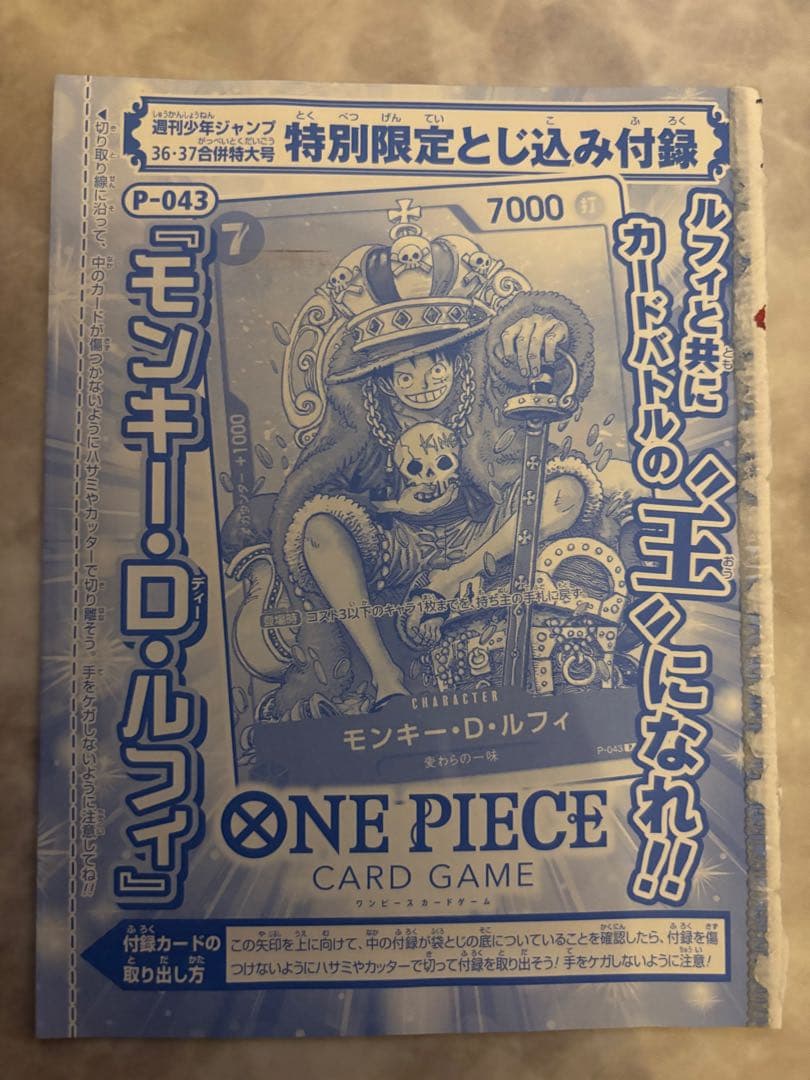 週刊少年ジャンプ
36・37合併特大号
特別限定とじ込み付録
P-043
『モンキー・D・ルフィ』
ルフィと共に
カードバトルの
〝王〟になれ!!
◀切り取り線に沿って、中のカードが傷つかないようにハサミやカッターで切り離そう。手をケガしないように注意してね!!
7
7000
打
カウンター+1000
KING
登場時 コスト3以下のキャラ1枚までを、持ち主の手札に戻す。
CHARACTER
モンキー・D・ルフィ
麦わらの一味
P-043 P
ONE PIECE
CARD GAME
ワンピースカードゲーム
付録カードの
取り出し方
この矢印を上に向けて、中の付録が袋とじの底についていることを確認したら、付録を傷
つけないようにハサミやカッターで切って付録を取り出そう!手をケガしないように注意!